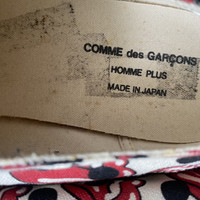 COMME des GARÇONS
HOMME PLUS
MADE IN JAPAN